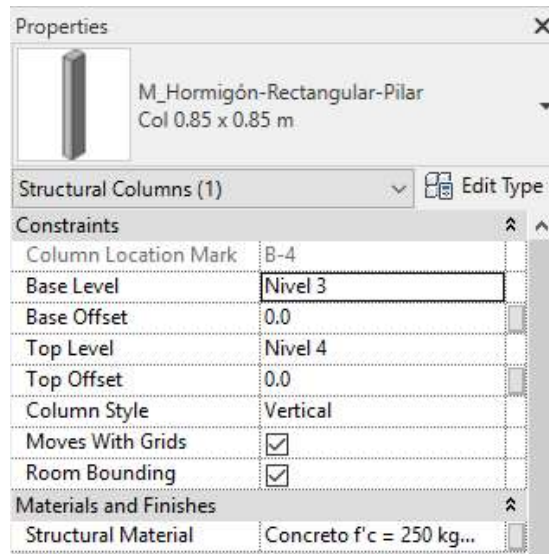 Properties
M_Hormigón-Rectangular-Pilar
Col 0.85 x 0.85 m
Structural Columns (1) Edit Type
Constraints
Column Location Mark B-4
Base Level Nivel 3
Base Offset 0.0
Top Level Nivel 4
Top Offset 0.0
Column Style Vertical
Moves With Grids
Room Bounding
Materials and Finishes
Structural Material Concreto f'c = 250 kg...